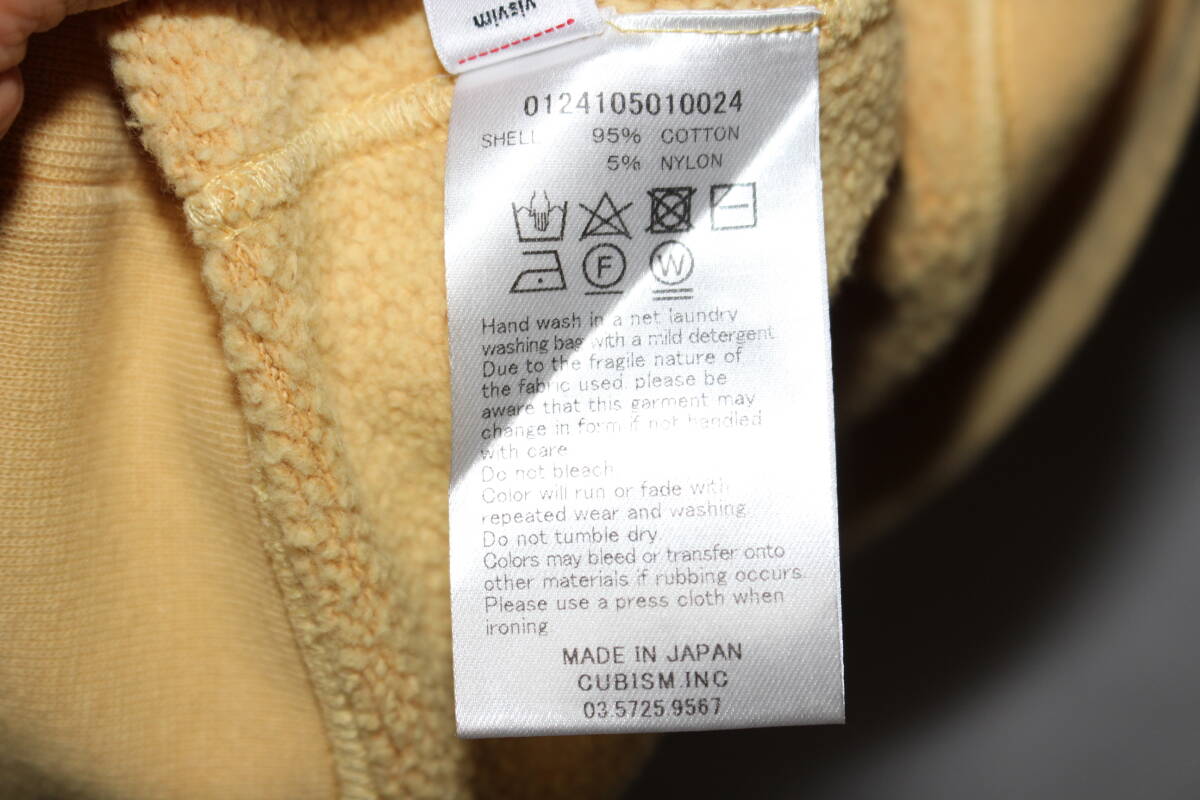 visvim
0124105010024
SHELL 95% COTTON
5% NYLON
F W
Hand wash in a net laundry
washing bag with a mild detergent
Due to the fragile nature of
the fabric used, please be
aware that this garment may
change in form if not handled
with care
Do not bleach
Color will run or fade with
repeated wear and washing
Do not tumble dry.
Colors may bleed or transfer onto
other materials if rubbing occurs.
Please use a press cloth when
ironing
MADE IN JAPAN
CUBISM.INC
03.5725.9567